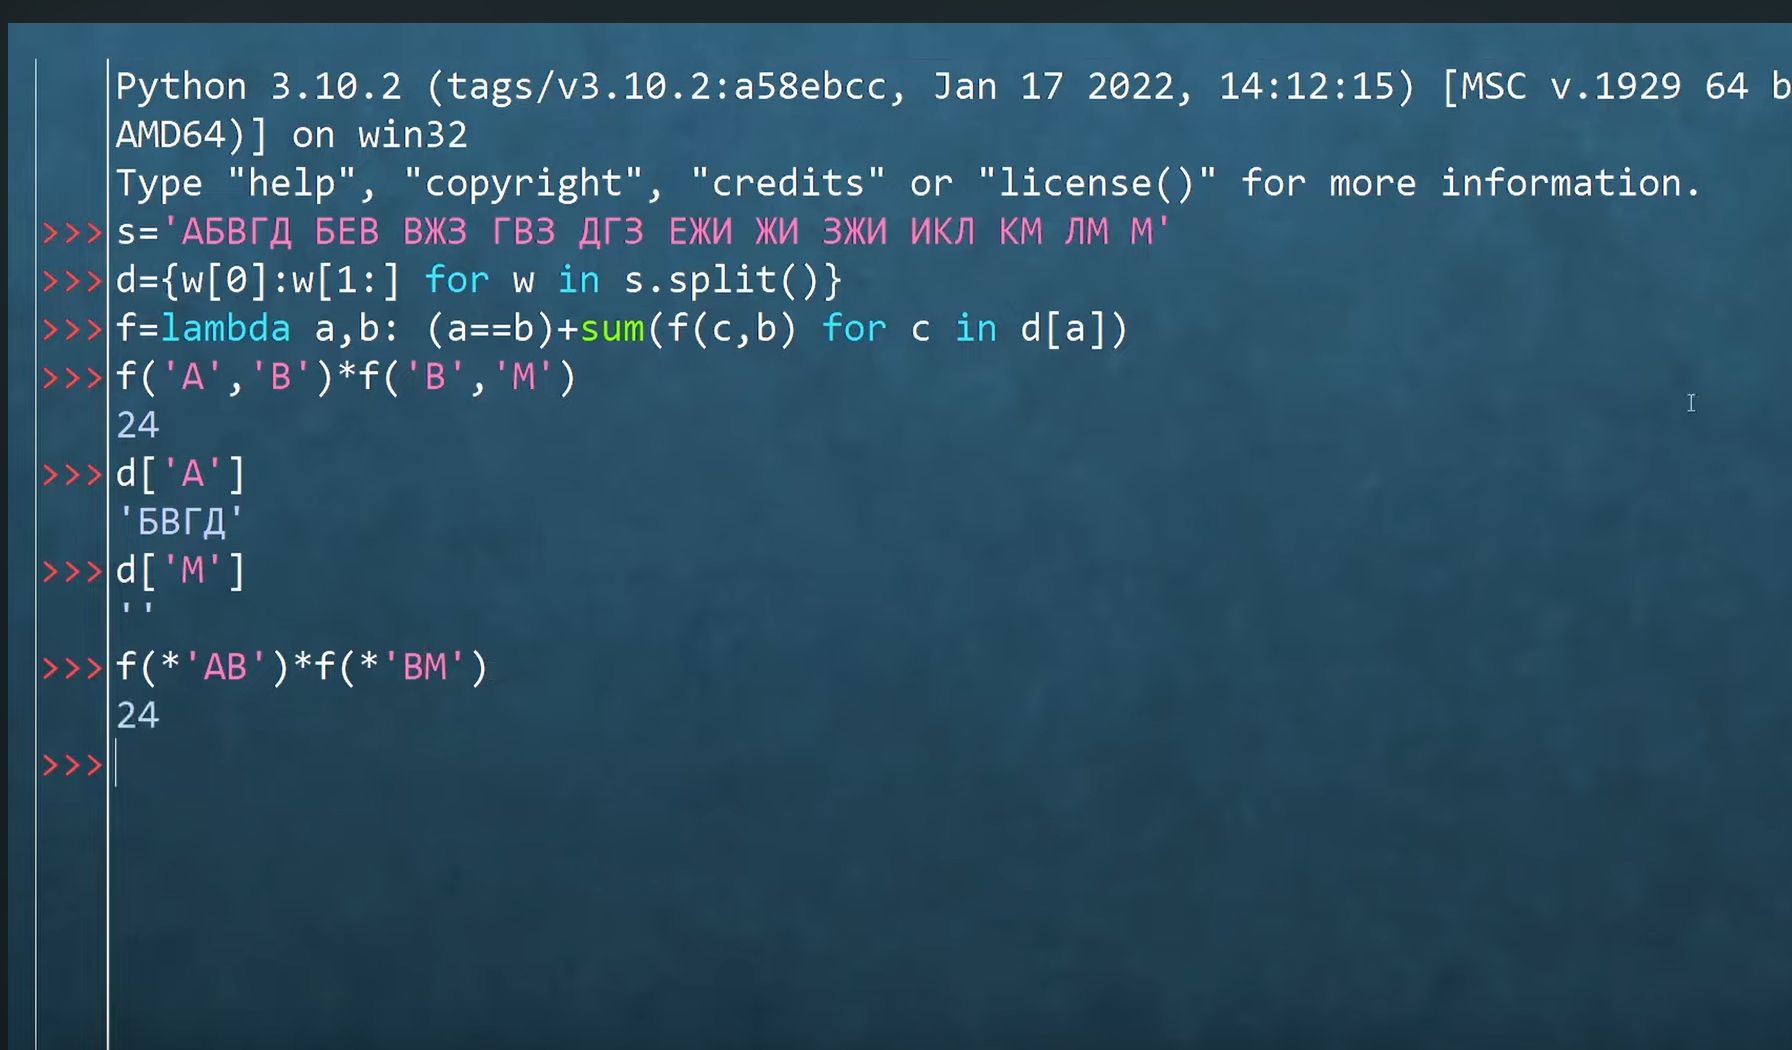 Python 3.10.2 (tags/v3.10.2:a58ebcc, Jan 17 2022, 14:12:15) [MSC v.1929 64 b
AMD64)] on win32
Type "help", "copyright", "credits" or "license()" for more information.
>>> s='АБВГД БЕВ ВЖЗ ГВЗ ДГЗ ЕЖИ ЖИ ЗЖИ ИКЛ КМ ЛМ М'
>>> d={w[0]:w[1:] for w in s.split()}
>>> f=lambda a,b: (a==b)+sum(f(c,b) for c in d[a])
>>> f('А','В')*f('В','М')
24
>>> d['А']
'БВГД'
>>> d['М']
''
>>> f(*'АВ')*f(*'ВМ')
24
>>>